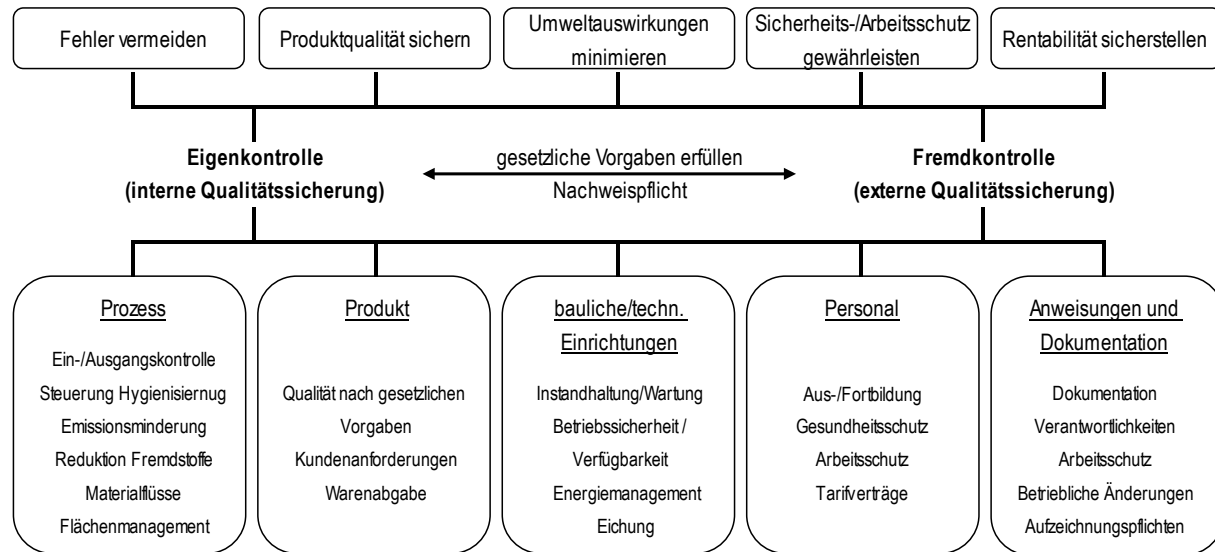 Fehler vermeiden
Produktqualität sichern
Umweltauswirkungen
minimieren
Sicherheits-/Arbeitsschutz
gewährleisten
Rentabilität sicherstellen
Eigenkontrolle
(interne Qualitätssicherung)
gesetzliche Vorgaben erfüllen
Nachweispflicht
Fremdkontrolle
(externe Qualitätssicherung)
Prozess
Ein-/Ausgangskontrolle
Steuerung Hygienisiernug
Emissionsminderung
Reduktion Fremdstoffe
Materialflüsse
Flächenmanagement
Produkt
Qualität nach gesetzlichen
Vorgaben
Kundenanforderungen
Warenabgabe
bauliche/techn.
Einrichtungen
Instandhaltung/Wartung
Betriebssicherheit /
Verfügbarkeit
Energiemanagement
Eichung
Personal
Aus-/Fortbildung
Gesundheitsschutz
Arbeitsschutz
Tarifverträge
Anweisungen und
Dokumentation
Dokumentation
Verantwortlichkeiten
Arbeitsschutz
Betriebliche Änderungen
Aufzeichnungspflichten